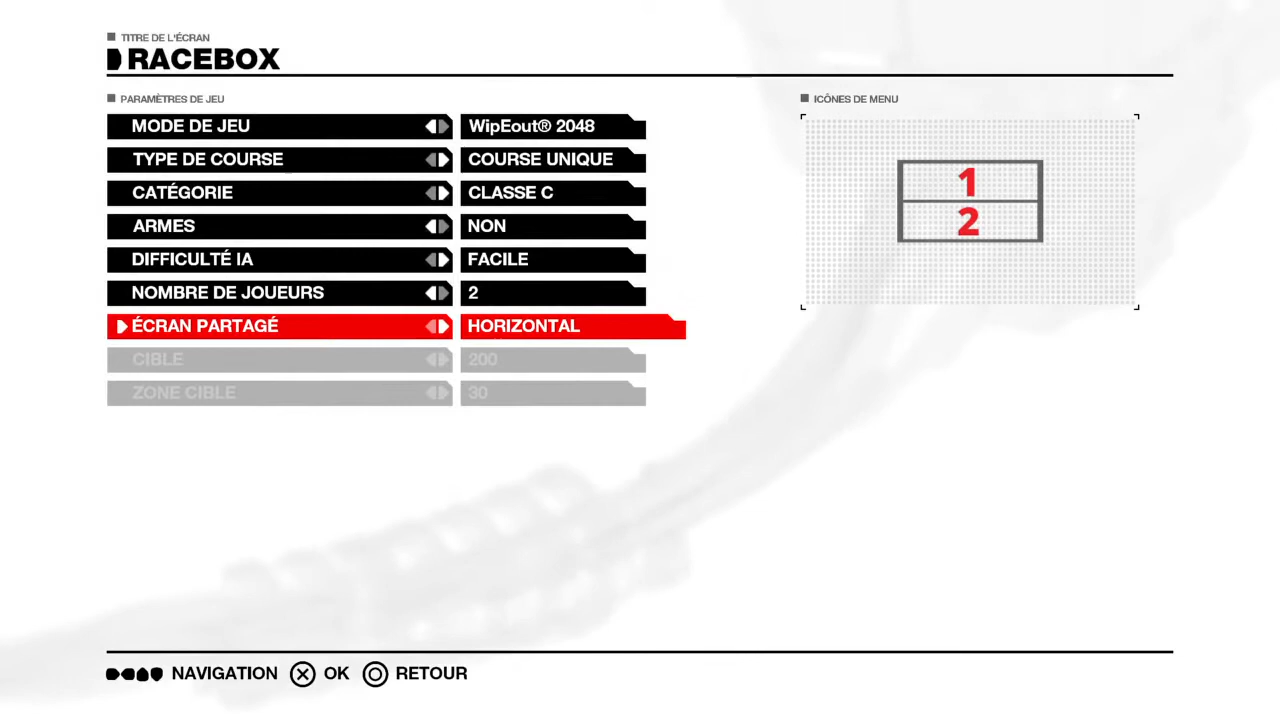 TITRE DE L'ÉCRAN
RACEBOX
PARAMÈTRES DE JEU
MODE DE JEU WipEout® 2048
TYPE DE COURSE COURSE UNIQUE
CATÉGORIE CLASSE C
ARMES NON
DIFFICULTÉ IA FACILE
NOMBRE DE JOUEURS 2
ÉCRAN PARTAGÉ HORIZONTAL
CIBLE 200
ZONE CIBLE 30
ICÔNES DE MENU
1
2
NAVIGATION OK RETOUR